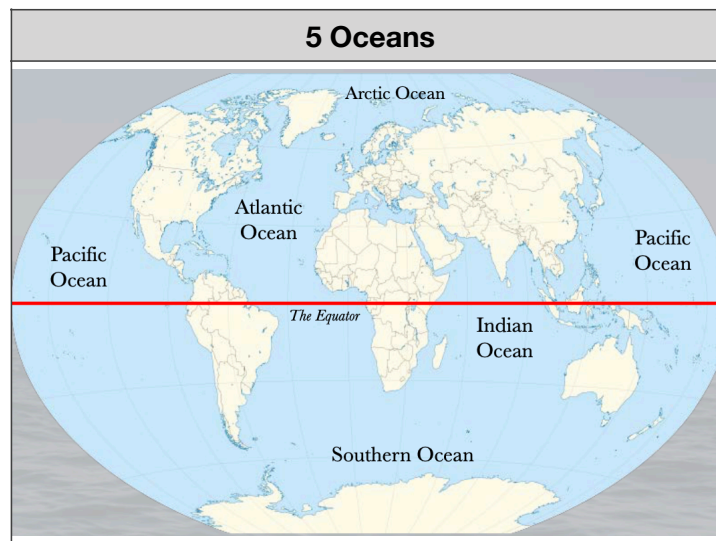 5 Oceans
Arctic Ocean
Atlantic
Ocean
Pacific
Ocean
Pacific
Ocean
The Equator
Indian
Ocean
Southern Ocean